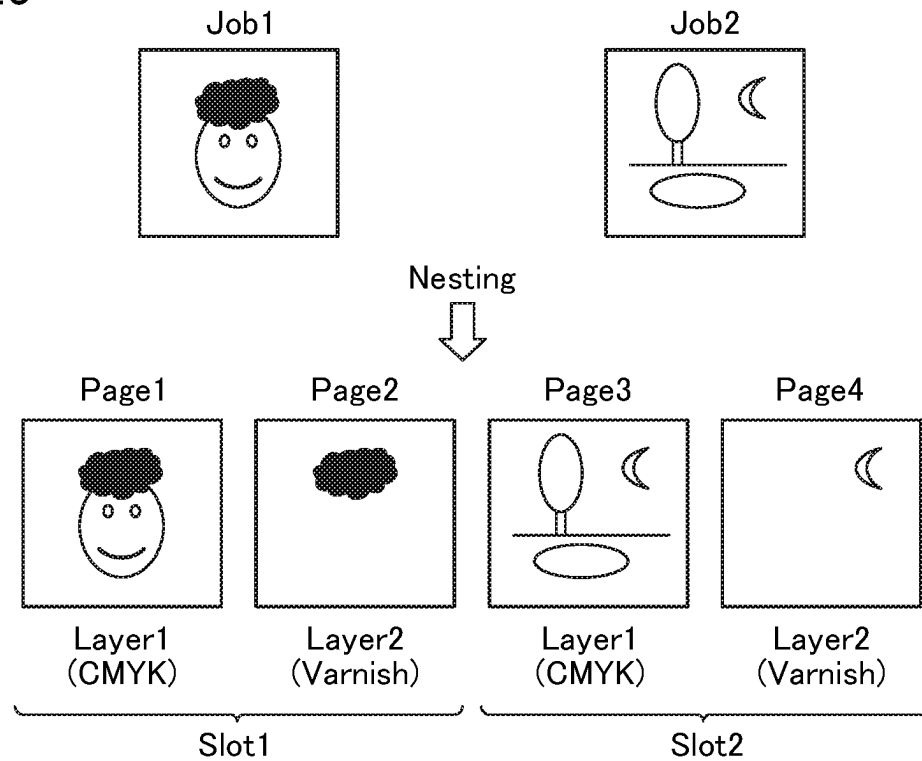 Job1 Job2
Nesting
Page1 Page2 Page3 Page4
Layer1 Layer2 Layer1 Layer2
(CMYK) (Varnish) (CMYK) (Varnish)
Slot1 Slot2